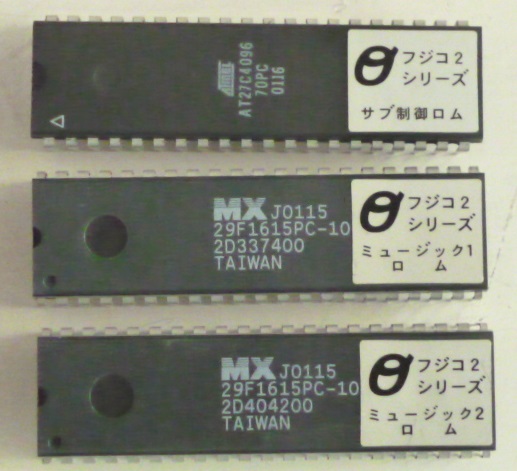 ATMEL
AT27C4096
70PC
0116
フジコ2
シリーズ
サブ制御ロム
MX J0115
29F1615PC-10
2D337400
TAIWAN
フジコ2
シリーズ
ミュージック1
ロム
MX J0115
29F1615PC-10
2D404200
TAIWAN
フジコ2
シリーズ
ミュージック2
ロム